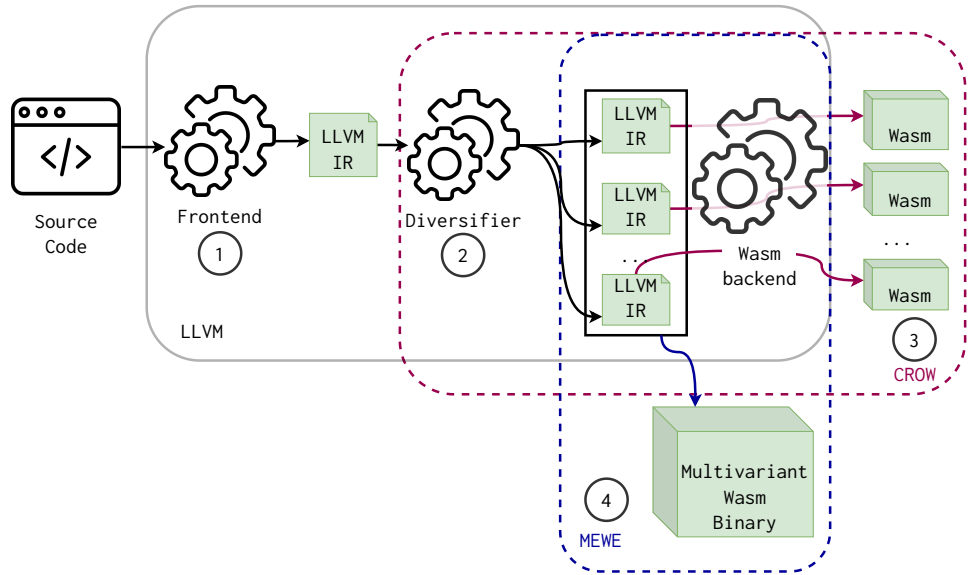 </>
Source
Code
Frontend
1
LLVM
LLVM
IR
Diversifier
2
LLVM
IR
LLVM
IR
...
LLVM
IR
Wasm
backend
Wasm
Wasm
...
Wasm
3
CROW
Multivariant
Wasm
Binary
4
MEWE